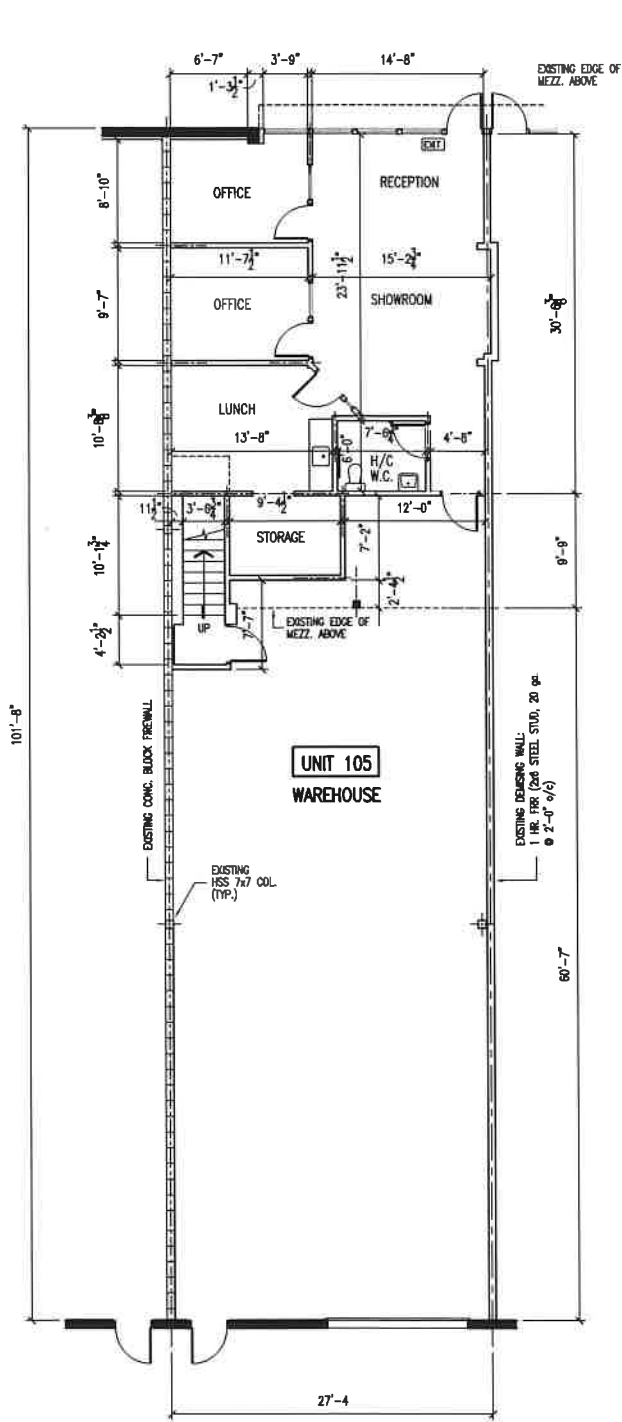 6'-7"
3'-9"
14'-8"
1'-3½"
EXISTING EDGE OF
MEZZ. ABOVE
EXIT
OFFICE
RECEPTION
8'-10"
11'-7½"
15'-2¾"
23'-11½"
OFFICE
SHOWROOM
9'-7"
30'-6⅜"
LUNCH
10'-8⅜"
13'-8"
7'-6¼"
4'-8"
6'-0"
H/C
W.C.
11½"
3'-6¾"
9'-4½"
12'-0"
STORAGE
7'-2"
10'-1¾"
9'-9"
2'-4½"
UP
7'-7"
EXISTING EDGE OF
MEZZ. ABOVE
4'-2½"
101'-8"
EXISTING CONC. BLOCK FIREWALL
UNIT 105
WAREHOUSE
EXISTING DEMISING WALL:
1 HR. FRR (2x6 STEEL STUD, 20 ga.
@ 2'-0" o/c)
EXISTING
HSS 7x7 COL.
(TYP.)
60'-7"
27'-4